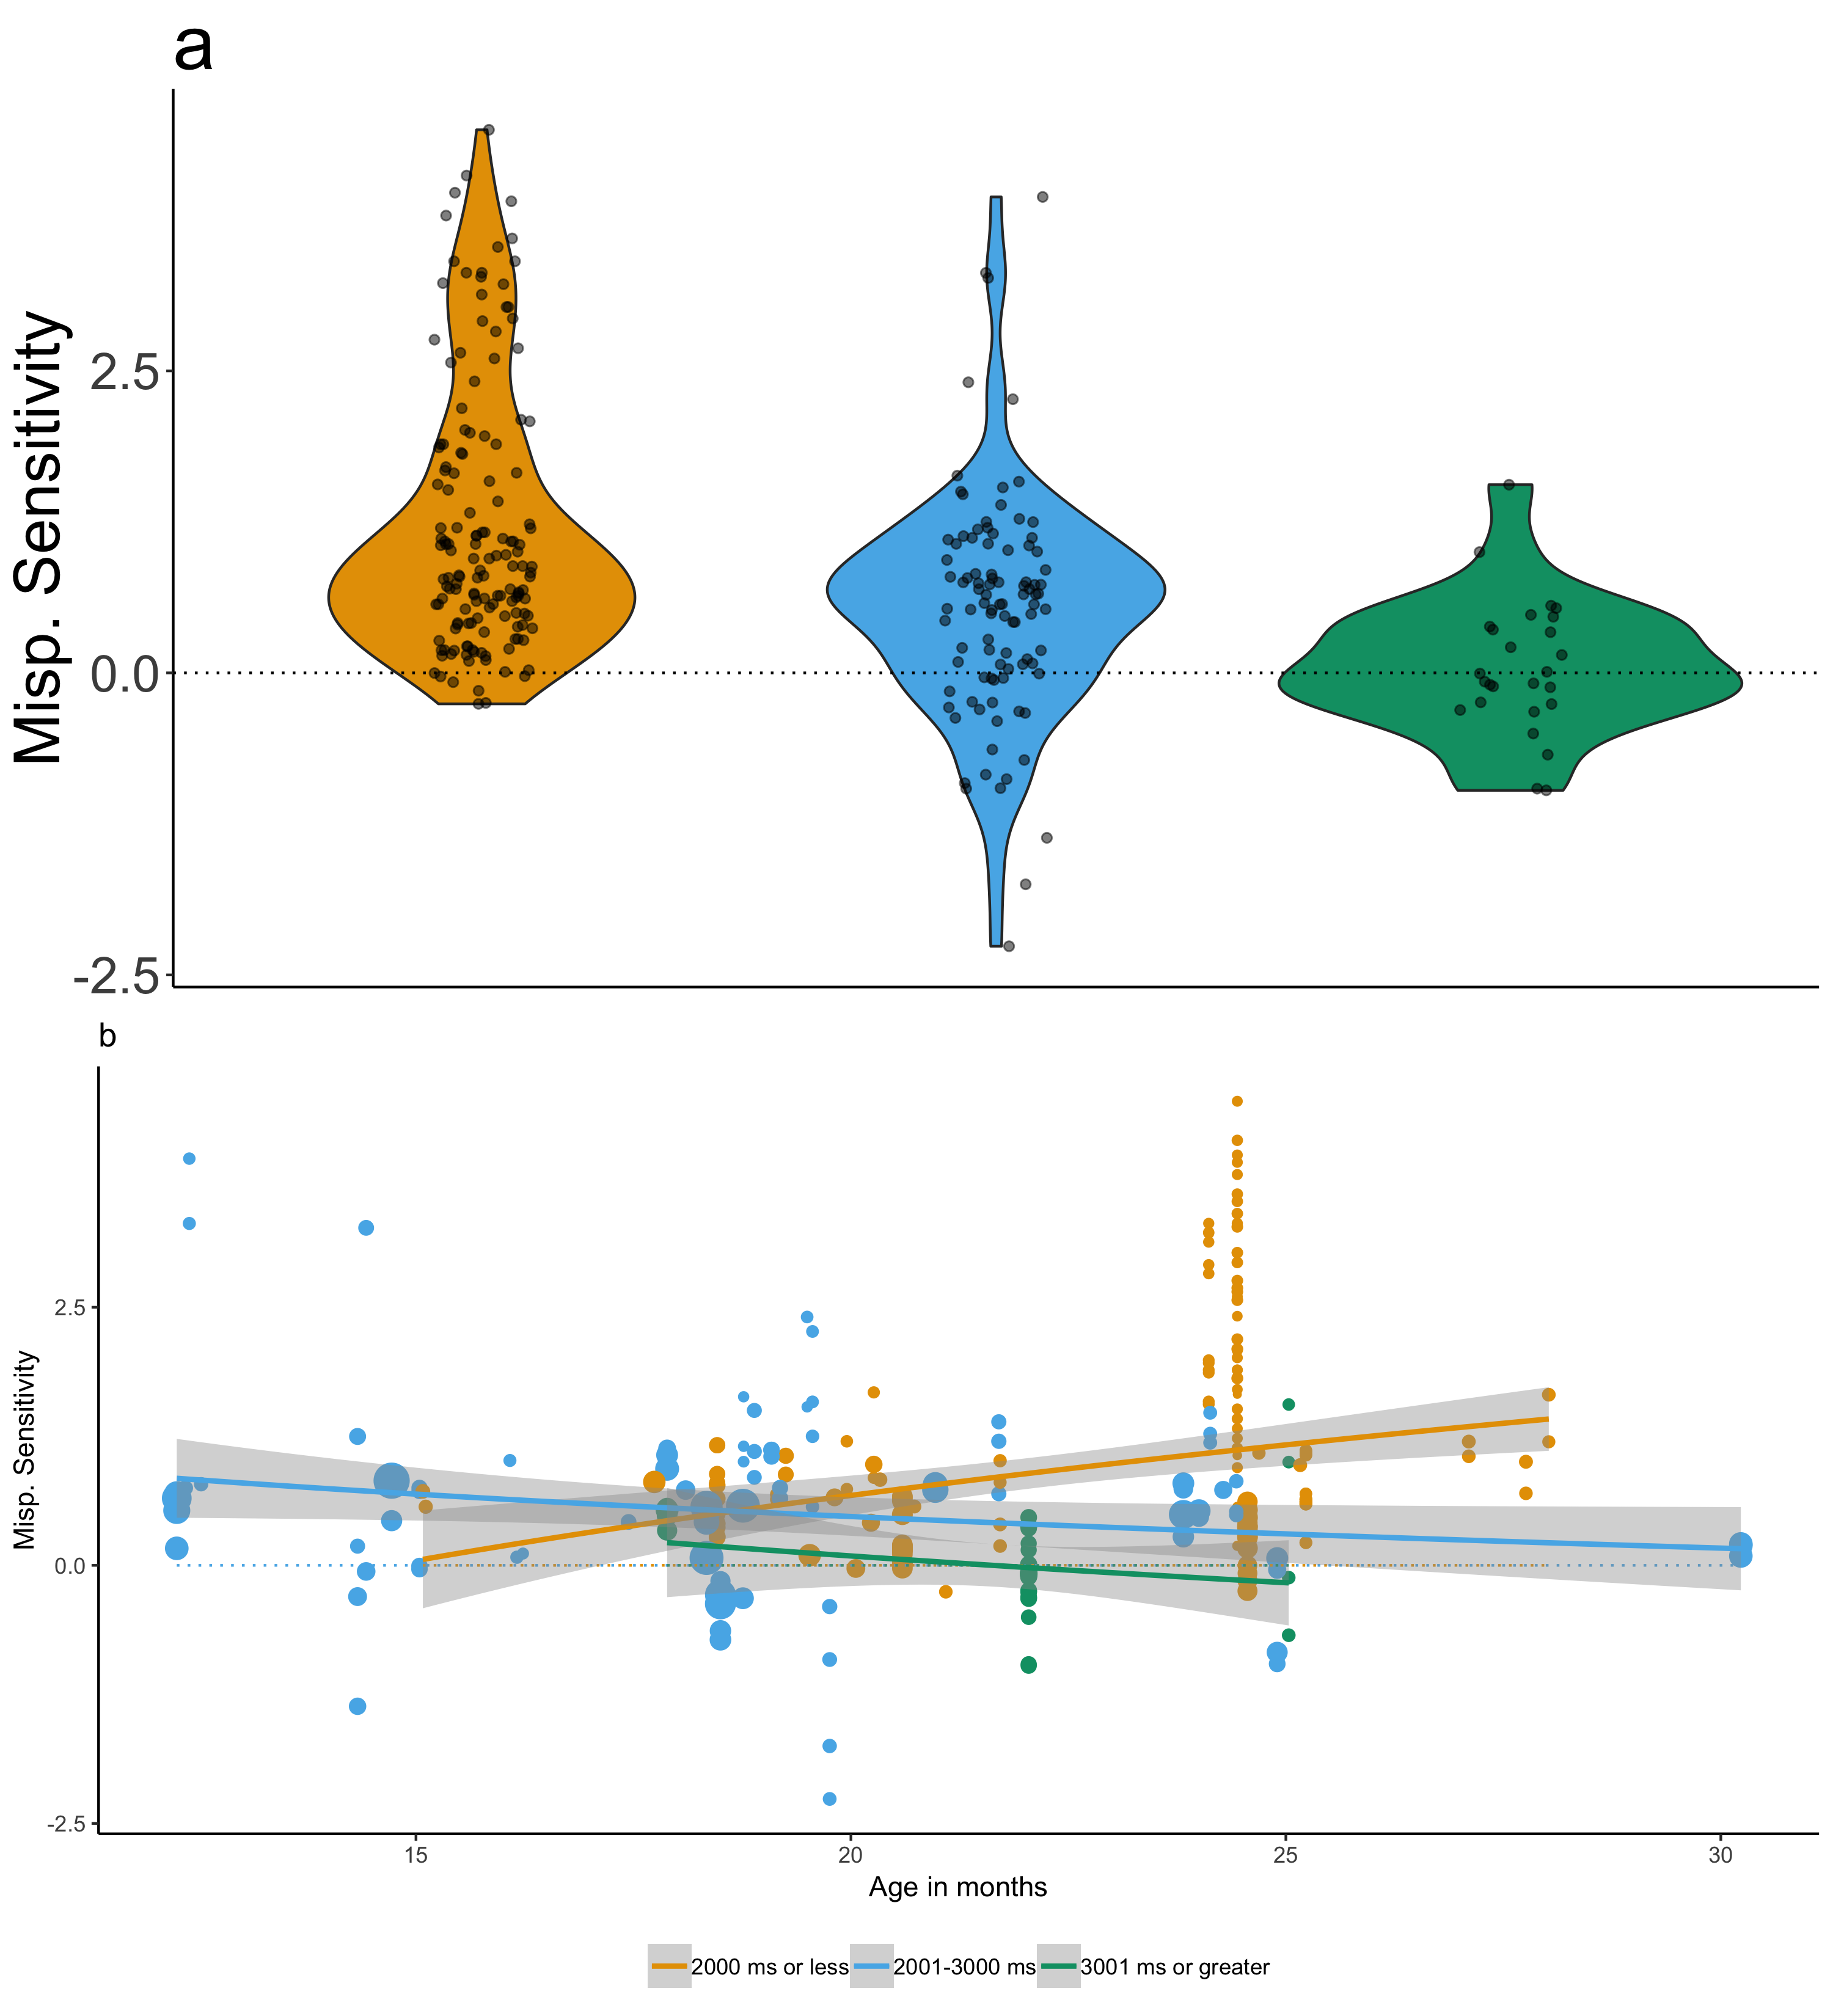 a
Misp. Sensitivity
2.5
0.0
-2.5
b
Misp. Sensitivity
2.5
0.0
-2.5
15 20 25 30
Age in months
2000 ms or less 2001-3000 ms 3001 ms or greater